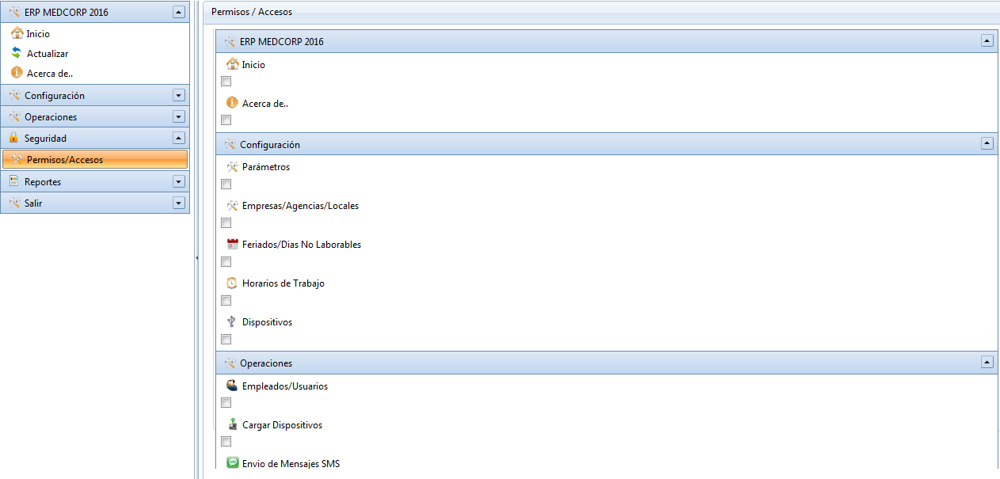 ERP MEDCORP 2016
Inicio
Actualizar
Acerca de..
Configuración
Operaciones
Seguridad
Permisos/Accesos
Reportes
Salir
Permisos / Accesos
ERP MEDCORP 2016
Inicio
Acerca de..
Configuración
Parámetros
Empresas/Agencias/Locales
Feriados/Dias No Laborables
Horarios de Trabajo
Dispositivos
Operaciones
Empleados/Usuarios
Cargar Dispositivos
Envio de Mensajes SMS